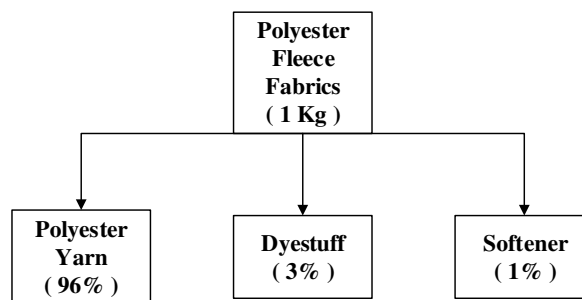 Polyester
Fleece
Fabrics
( 1 Kg )
Polyester
Yarn
( 96% )
Dyestuff
( 3% )
Softener
( 1% )